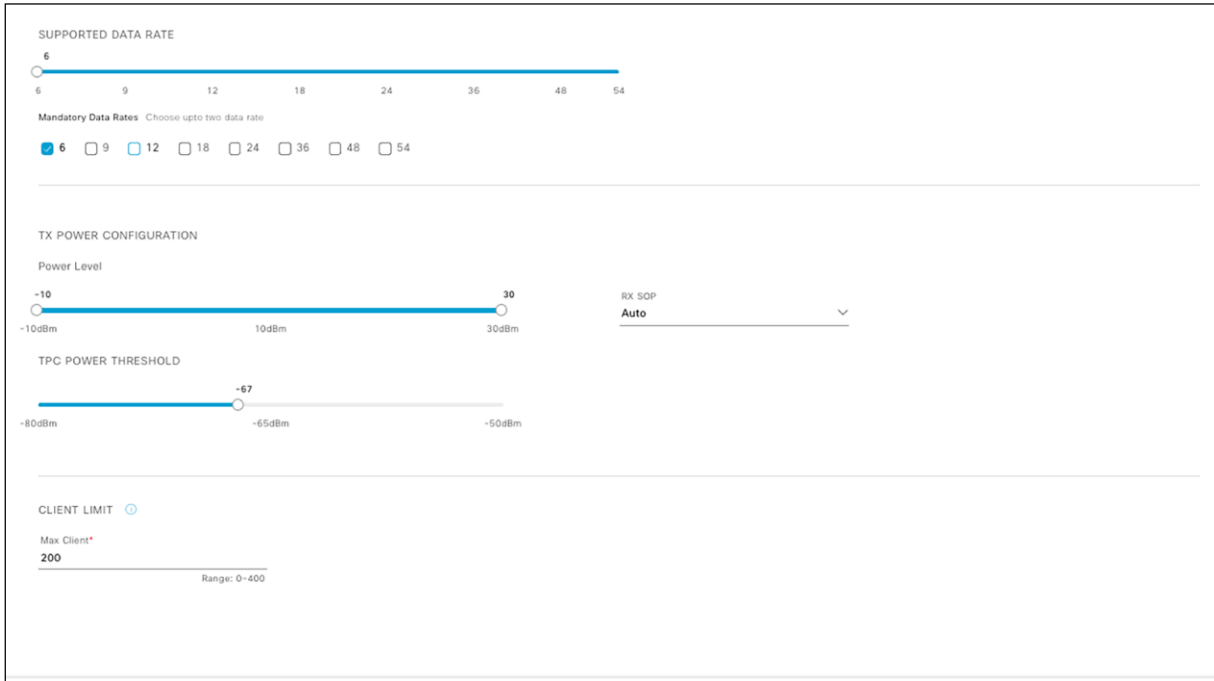 SUPPORTED DATA RATE
6
6 9 12 18 24 36 48 54
Mandatory Data Rates Choose upto two data rate
6 9 12 18 24 36 48 54
TX POWER CONFIGURATION
Power Level
-10 30
-10dBm 10dBm 30dBm
RX SOP
Auto
TPC POWER THRESHOLD
-67
-80dBm -65dBm -50dBm
CLIENT LIMIT
Max Client*
200
Range: 0-400